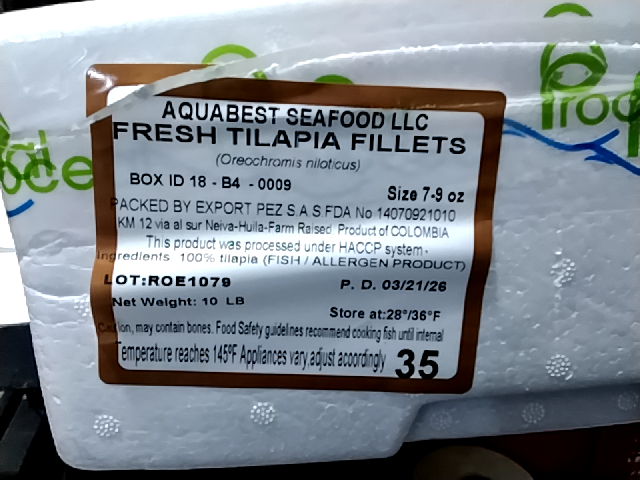 Proc
oce
AQUABEST SEAFOOD LLC
FRESH TILAPIA FILLETS
(Oreochromis niloticus)
BOX ID 18 - B4 - 0009
Size 7-9 oz
PACKED BY EXPORT PEZ S.A.S.FDA No 14070921010
KM 12 via al sur Neiva-Huila-Farm Raised Product of COLOMBIA
This product was processed under HACCP system-
Ingredients 100% tilapia (FISH / ALLERGEN PRODUCT)
LOT:ROE1079
P. D. 03/21/26
Net Weight: 10 LB
Store at:28°/36°F
may contain bones. Food Safety guidelines recommend cooking fish until internal
Temperature reaches 145ºF Appliances vary,adjust acoordingly
35